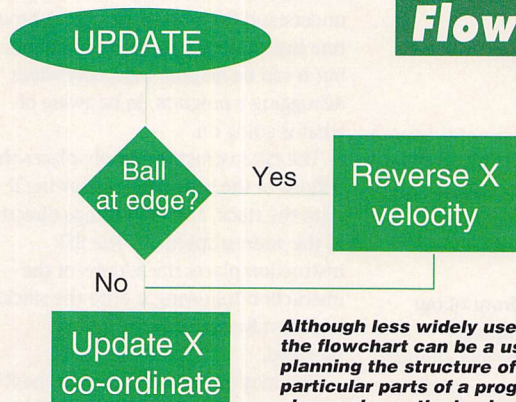 Flow
UPDATE
Ball
at edge?
Yes
Reverse X
velocity
No
Update X
co-ordinate
Although less widely use
the flowchart can be a us
planning the structure of
particular parts of a prog